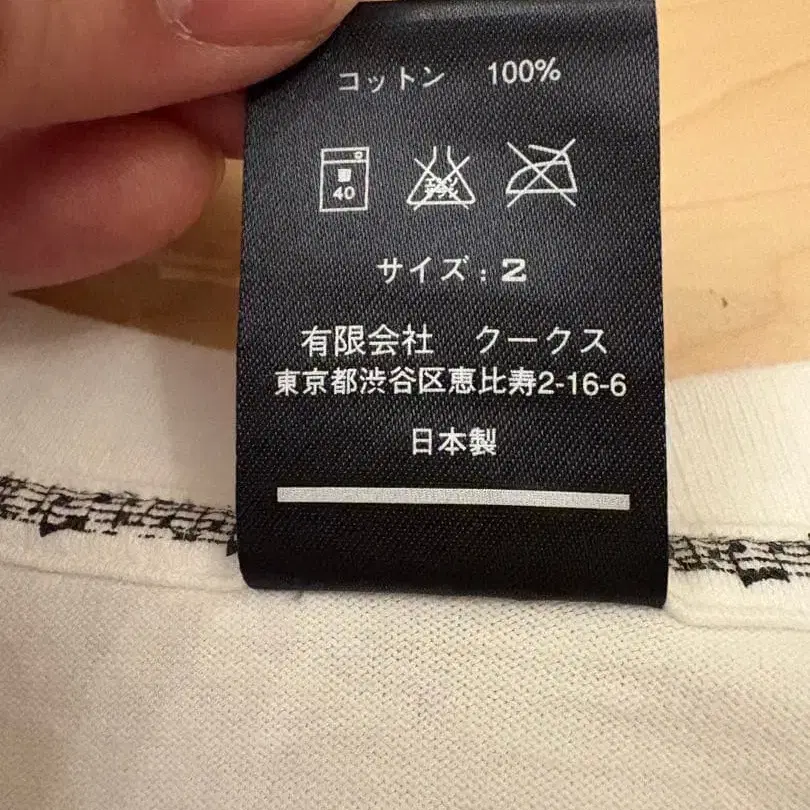 コットン 100%
40
サイズ:2
有限会社 クークス
東京都渋谷区恵比寿2-16-6
日本製